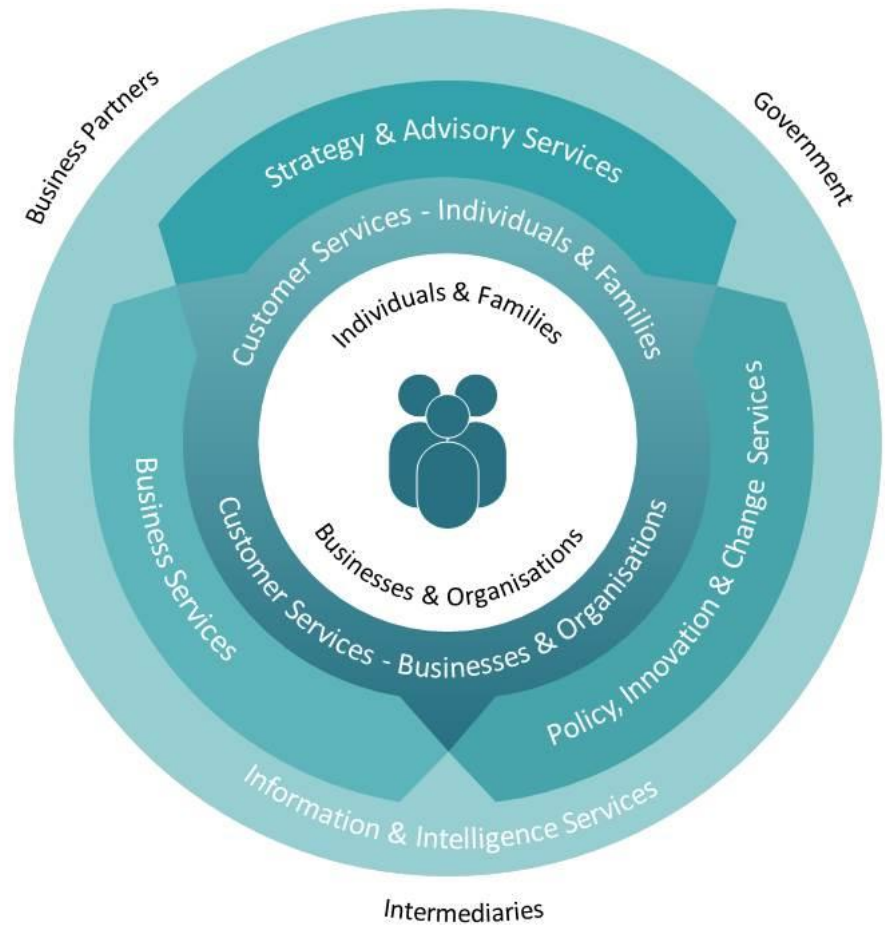 Business Partners
Government
Strategy & Advisory Services
Customer Services - Individuals & Families
Individuals & Families
Businesses & Organisations
Customer Services - Businesses & Organisations
Business Services
Policy, Innovation & Change Services
Information & Intelligence Services
Intermediaries